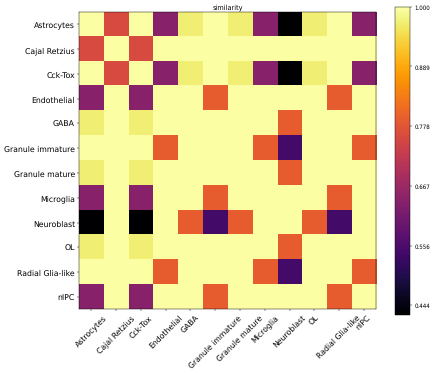 similarity
Astrocytes
Cajal Retzius
Cck-Tox
Endothelial
GABA
Granule immature
Granule mature
Microglia
Neuroblast
OL
Radial Glia-like
nIPC
Astrocytes
Cajal Retzius
Cck-Tox
Endothelial
GABA
Granule immature
Granule mature
Microglia
Neuroblast
OL
Radial Glia-like
nIPC
1.000
0.889
0.778
0.667
0.556
0.444